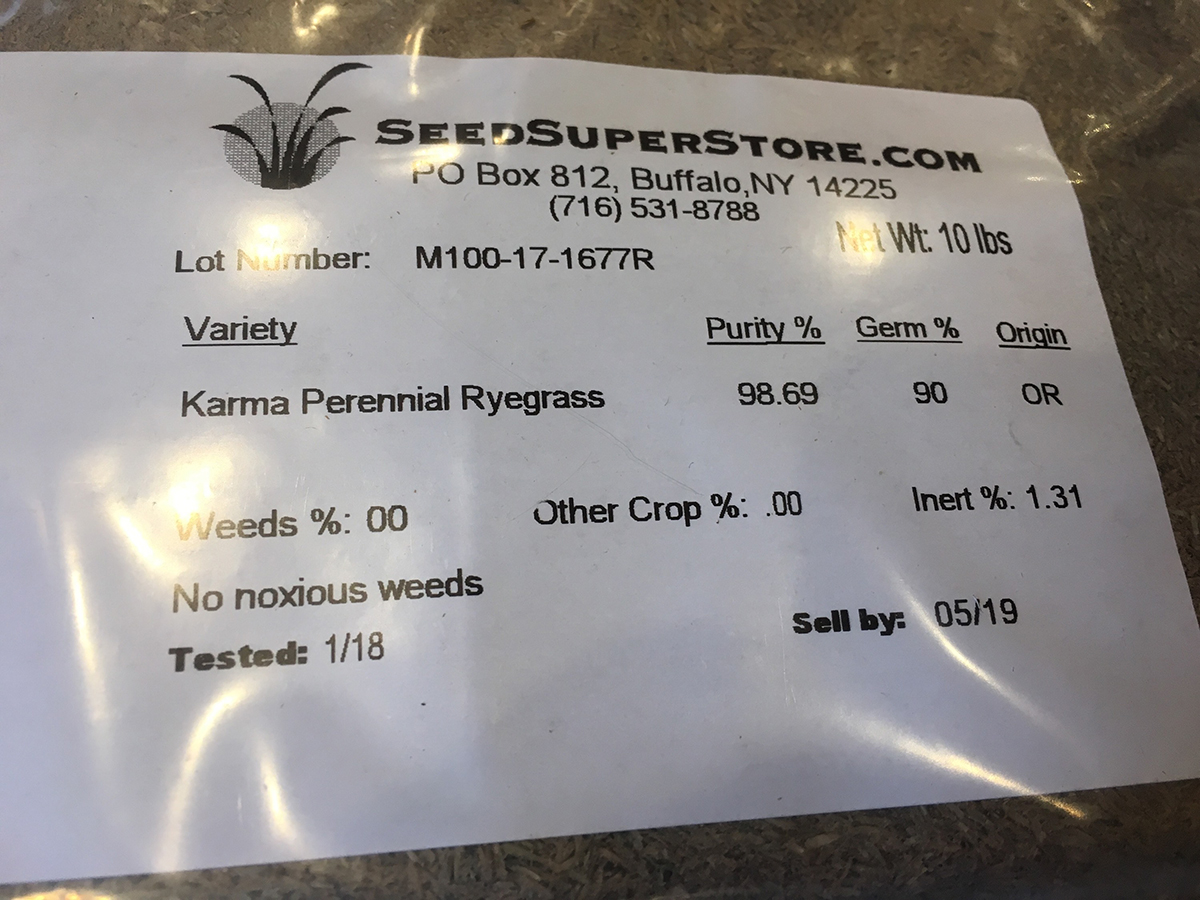 SEEDSUPERSTORE.COM
PO Box 812, Buffalo,NY 14225
(716) 531-8788
Net Wt: 10 lbs
Lot Number: M100-17-1677R
Variety Purity % Germ % Origin
Karma Perennial Ryegrass 98.69 90 OR
Weeds %: 00 Other Crop %: .00 Inert %: 1.31
No noxious weeds
Tested: 1/18 Sell by: 05/19